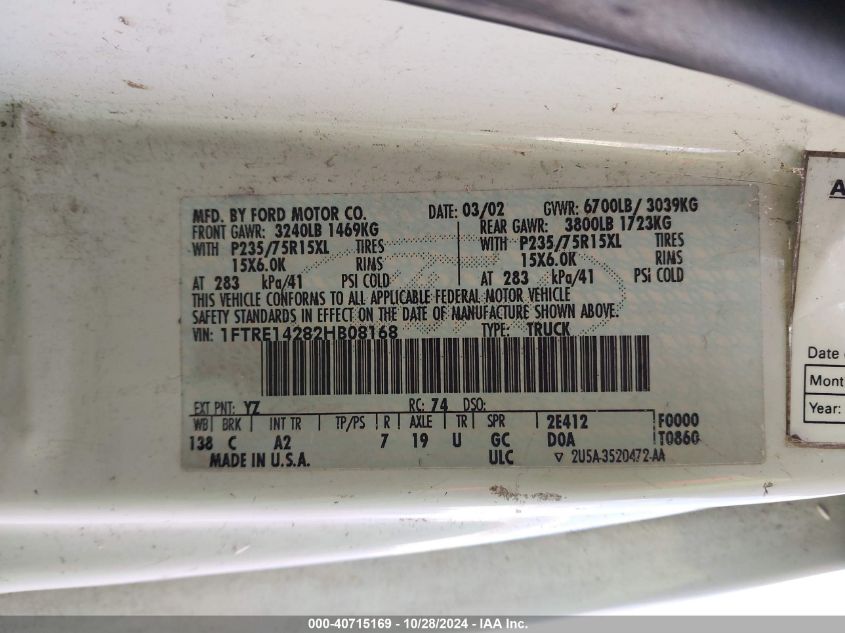 MFD. BY FORD MOTOR CO. DATE: 03/02 GVWR: 6700LB/ 3039KG
FRONT GAWR: 3240LB 1469KG REAR GAWR: 3800LB 1723KG
WITH P235/75R15XL TIRES WITH P235/75R15XL TIRES
15X6.0K RIMS 15X6.0K RIMS
AT 283 kPa/41 PSI COLD AT 283 kPa/41 PSi COLD
THIS VEHICLE CONFORMS TO ALL APPLICABLE FEDERAL MOTOR VEHICLE
SAFETY STANDARDS IN EFFECT ON THE DATE OF MANUFACTURE SHOWN ABOVE.
VIN: 1FTRE14282HB08168 TYPE: TRUCK
EXT PNT: YZ RC: 74 DSO:
WB BRK INT TR TP/PS R AXLE TR SPR 2E412 F0000
138 C A2 7 19 U GC DOA T0860
MADE IN U.S.A. ULC ▽ 2U5A-3520472-AA
A
Date
Mont
Year:
000-40715169 - 10/28/2024 - IAA Inc.